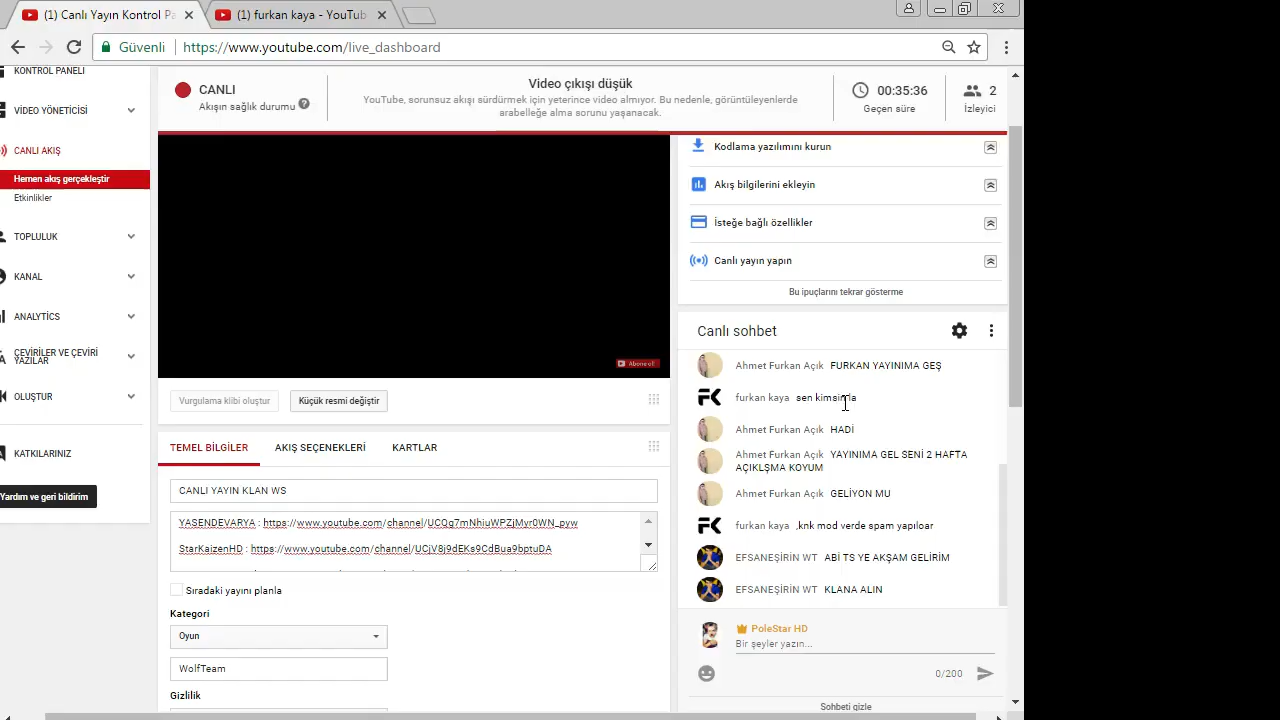 (1) Canlı Yayın Kontrol Pa
(1) furkan kaya - YouTub
Güvenli
https://www.youtube.com/live_dashboard
KONTROL PANELİ
VİDEO YÖNETİCİSİ
CANLI AKIŞ
Hemen akış gerçekleştir
Etkinlikler
TOPLULUK
KANAL
ANALYTICS
ÇEVİRİLER VE ÇEVİRİ
YAZILAR
OLUŞTUR
KATKILARINIZ
Yardım ve geri bildirim
CANLI
Akışın sağlık durumu
Video çıkışı düşük
YouTube, sorunsuz akışı sürdürmek için yeterince video almıyor. Bu nedenle, görüntüleyenlerde
arabelleğe alma sorunu yaşanacak.
00:35:36
Geçen süre
2
İzleyici
Abone ol
Vurgulama klibi oluştur
Küçük resmi değiştir
TEMEL BİLGİLER
AKIŞ SEÇENEKLERİ
KARTLAR
CANLI YAYIN KLAN WS
YASENDEVARYA : https://www.youtube.com/channel/UCQg7mNhiuWPZjMyr0WN_pyw
StarKaizenHD : https://www.youtube.com/channel/UCjV8j9dEKs9CdBua9bptuDA
Sıradaki yayını planla
Kategori
Oyun
WolfTeam
Gizlilik
Kodlama yazılımını kurun
Akış bilgilerini ekleyin
İsteğe bağlı özellikler
Canlı yayın yapın
Bu ipuçlarını tekrar gösterme
Canlı sohbet
Ahmet Furkan Açık FURKAN YAYINIMA GEŞ
furkan kaya sen kimsinla
Ahmet Furkan Açık HADİ
Ahmet Furkan Açık YAYINIMA GEL SENİ 2 HAFTA
AÇIKLŞMA KOYUM
Ahmet Furkan Açık GELİYON MU
furkan kaya ,knk mod verde spam yapıloar
EFSANEŞİRİN WT ABİ TS YE AKŞAM GELİRİM
EFSANEŞİRİN WT KLANA ALIN
PoleStar HD
Bir şeyler yazın...
0/200
Sohbeti gizle